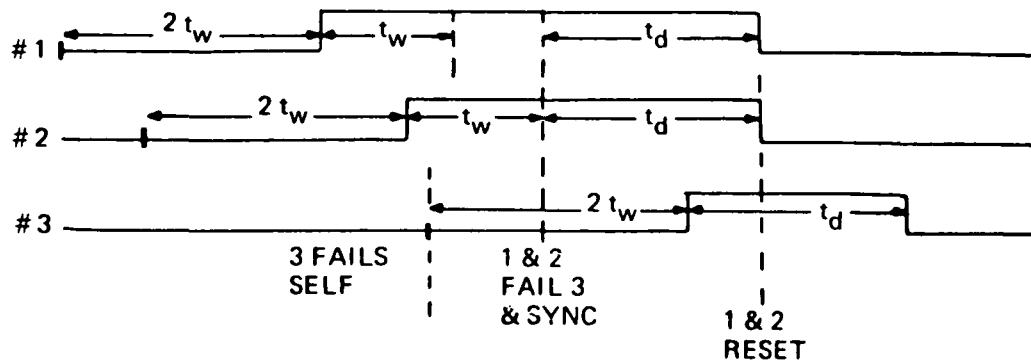 2 tw
tw
td
#1
2 tw
tw
td
#2
2 tw
td
#3
3 FAILS
SELF
1 & 2
FAIL 3
& SYNC
1 & 2
RESET